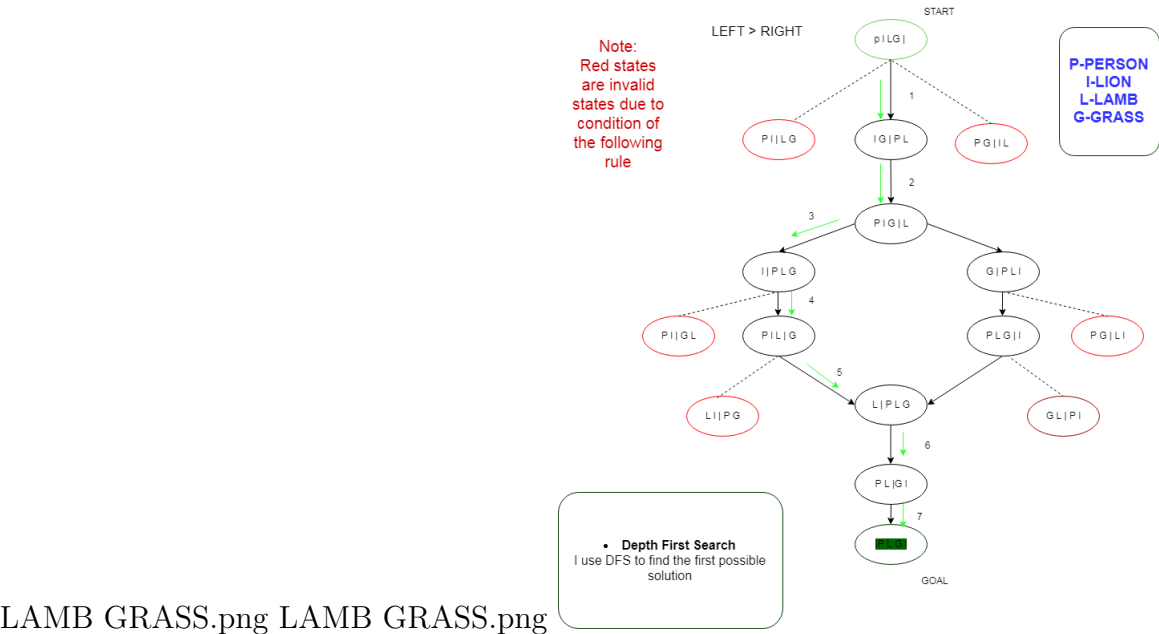 START
LEFT > RIGHT
p I L G |
Note:
Red states
are invalid
states due to
condition of
the following
rule
P-PERSON
I-LION
L-LAMB
G-GRASS
1
P I | L G
I G | P L
P G | I L
2
P I G | L
3
I | P L G
G | P L I
4
P I | G L
P I L | G
P L G | I
P G | L I
5
L I | P G
L | P L G
G L | P I
6
P L |G I
7
• Depth First Search
I use DFS to find the first possible
solution
| P L G I
GOAL
LAMB GRASS.png LAMB GRASS.png